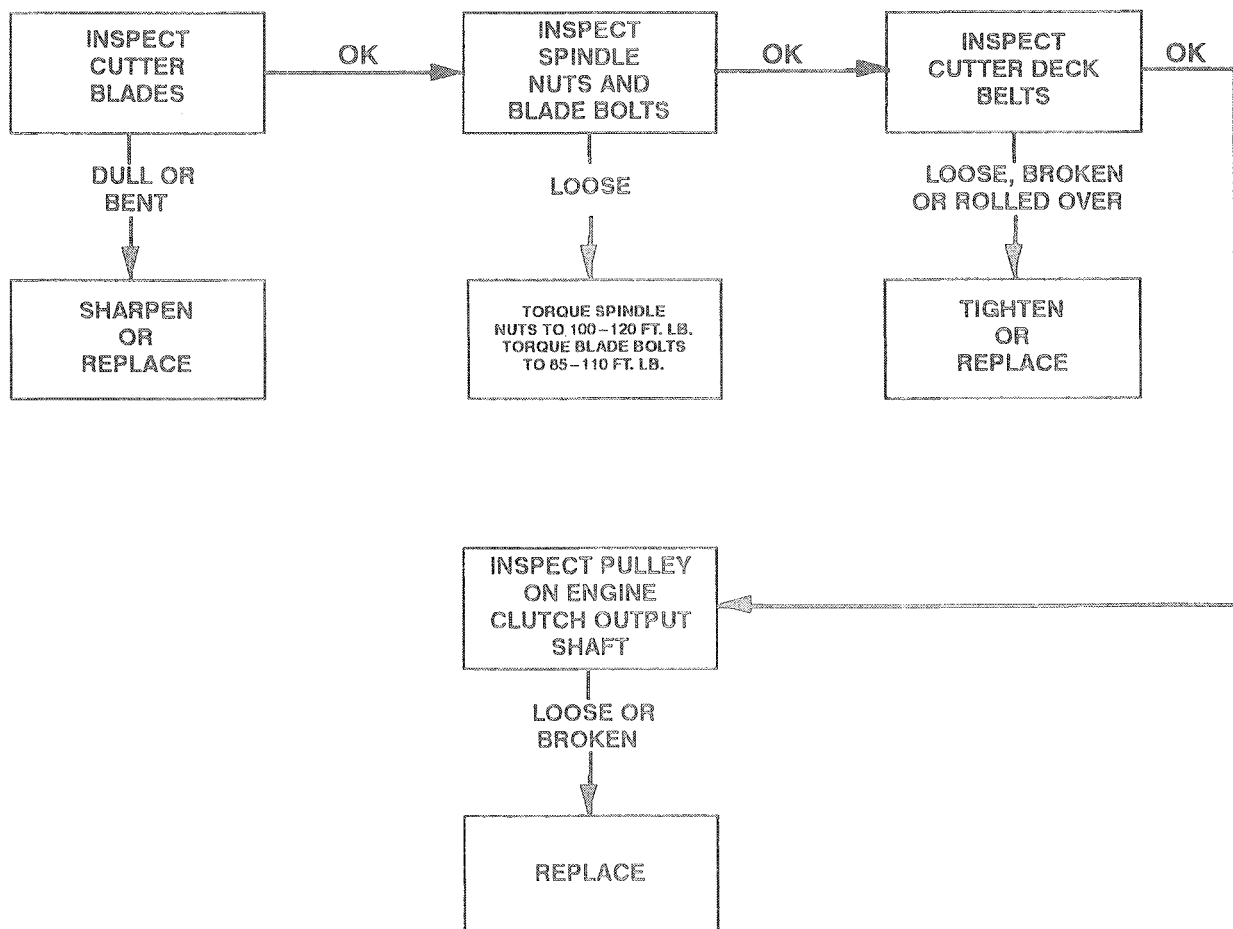 INSPECT
CUTTER
BLADES
OK
INSPECT
SPINDLE
NUTS AND
BLADE BOLTS
OK
INSPECT
CUTTER DECK
BELTS
OK
DULL OR
BENT
LOOSE
LOOSE, BROKEN
OR ROLLED OVER
SHARPEN
OR
REPLACE
TORQUE SPINDLE
NUTS TO 100–120 FT. LB.
TORQUE BLADE BOLTS
TO 85–110 FT. LB.
TIGHTEN
OR
REPLACE
INSPECT PULLEY
ON ENGINE
CLUTCH OUTPUT
SHAFT
LOOSE OR
BROKEN
REPLACE